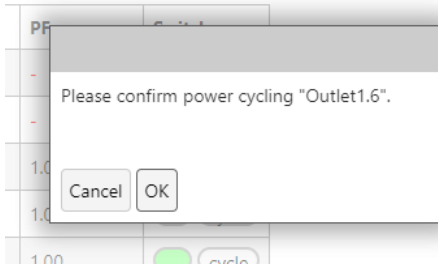 PF
-
Please confirm power cycling "Outlet1.6".
-
1.0
Cancel OK
1.0
1.00 cycle